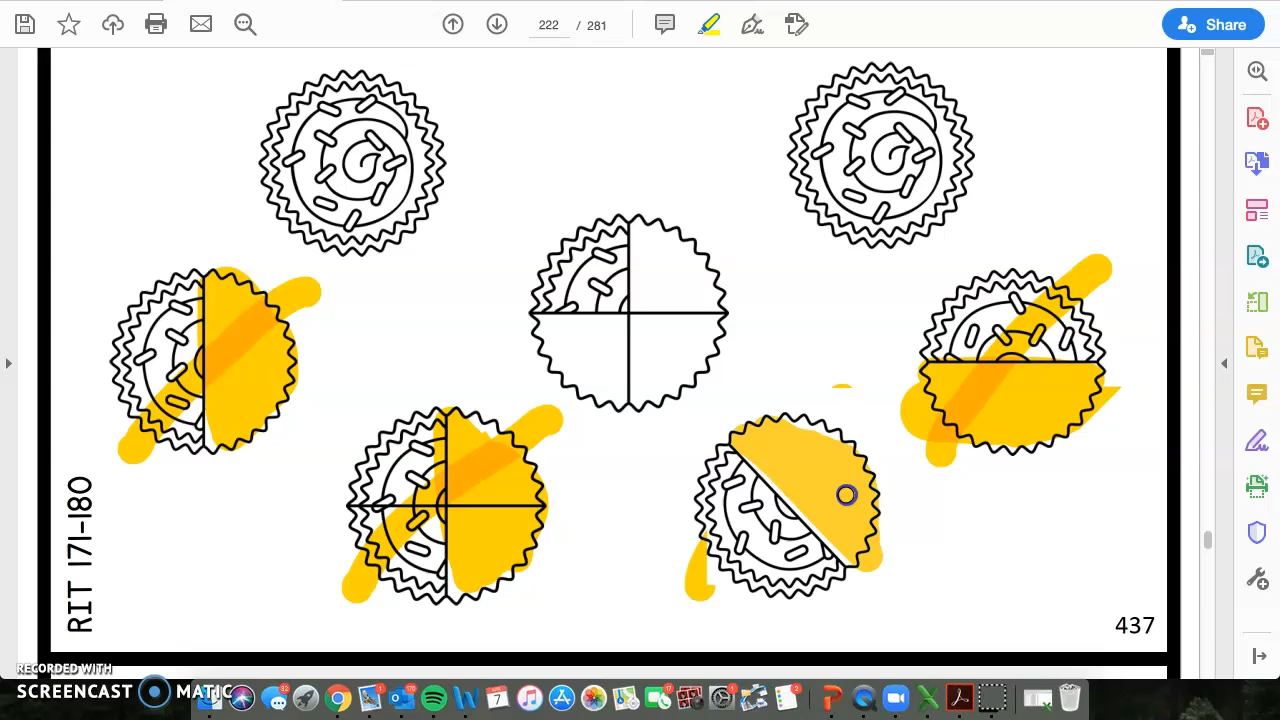 222 / 281
Share
RIT 171-180
437
RECORDED WITH
SCREENCAST MATIC